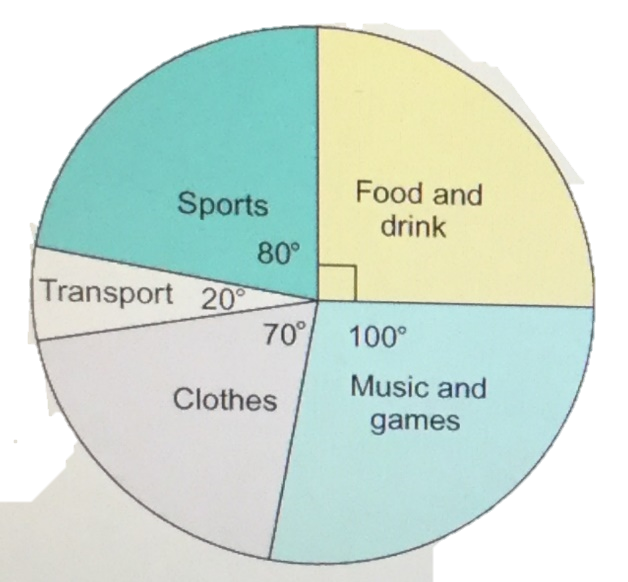 Sports
80°
Food and
drink
Transport 20°
70°
100°
Clothes
Music and
games